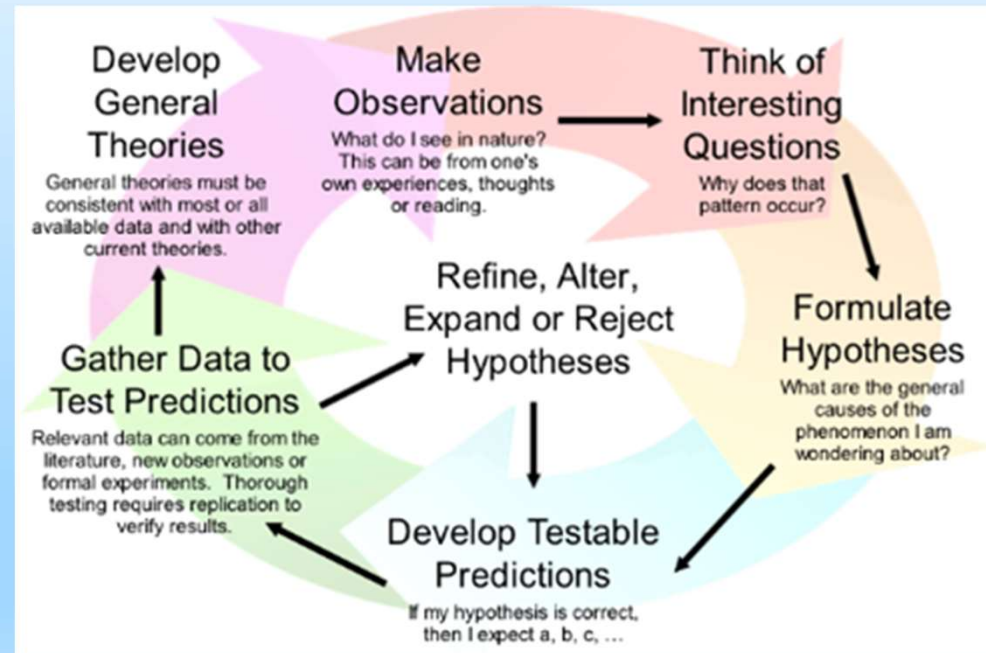 Make
Observations
What do I see in nature?
This can be from one's
own experiences, thoughts
or reading.
Think of
Interesting
Questions
Why does that
pattern occur?
Formulate
Hypotheses
What are the general
causes of the
phenomenon I am
wondering about?
Develop Testable
Predictions
If my hypothesis is correct,
then I expect a, b, c, ...
Gather Data to
Test Predictions
Relevant data can come from the
literature, new observations or
formal experiments. Thorough
testing requires replication to
verify results.
Refine, Alter,
Expand or Reject
Hypotheses
Develop
General
Theories
General theories must be
consistent with most or all
available data and with other
current theories.